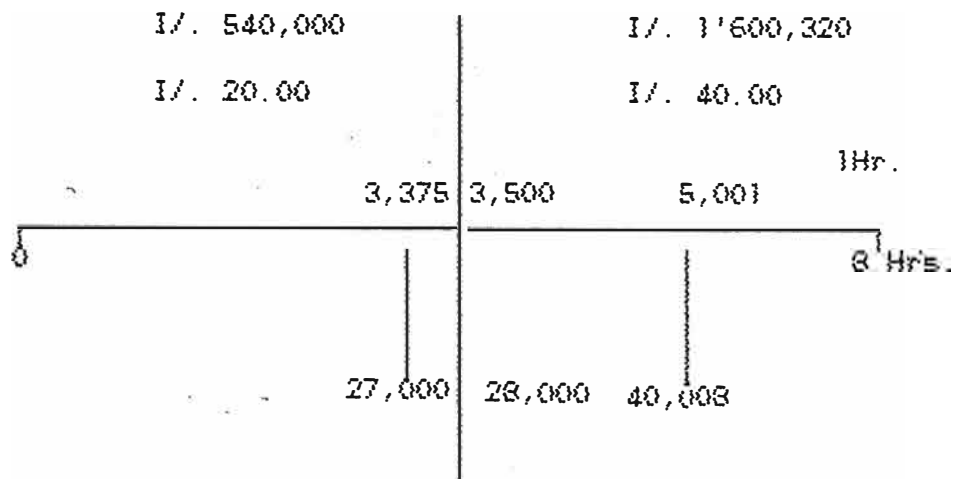 I/. 540,000 I/. 1'600,320
I/. 20.00 I/. 40.00
1Hr.
3,375 3,500 5,001
0 8 Hrs.
27,000 28,000 40,008